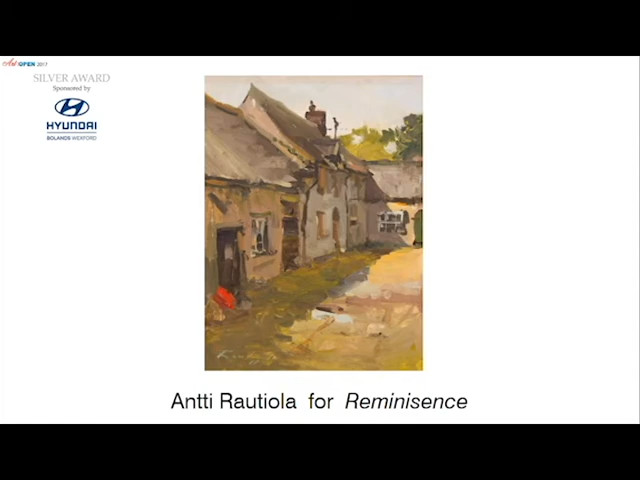 Art OPEN 2017
SILVER AWARD
Sponsored by
HYUNDAI
BOLANDS WEXFORD
Antti Rautiola for Reminisence